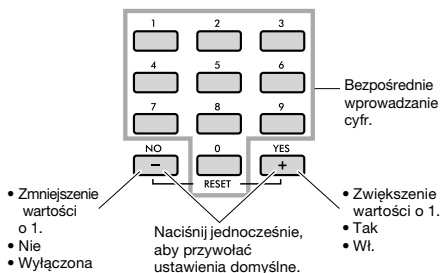 1 2 3
4 5 6
7 8 9
NO 0 YES
– +
RESET
Bezpośrednie
wprowadzanie
cyfr.
• Zmniejszenie
wartości
o 1.
• Nie
• Wyłączona
Naciśnij jednocześnie,
aby przywołać
ustawienia domyślne.
• Zwiększenie
wartości o 1.
• Tak
• Wł.